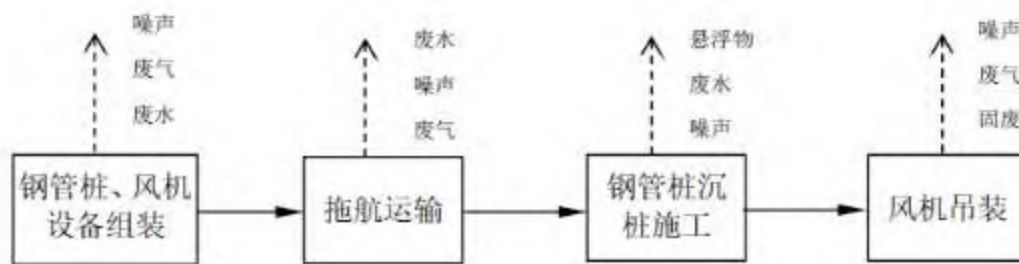 噪声
废气
废水
废水
噪声
废气
悬浮物
废水
噪声
噪声
废气
固废
钢管桩、风机
设备组装
拖航运输
钢管桩沉
桩施工
风机吊装